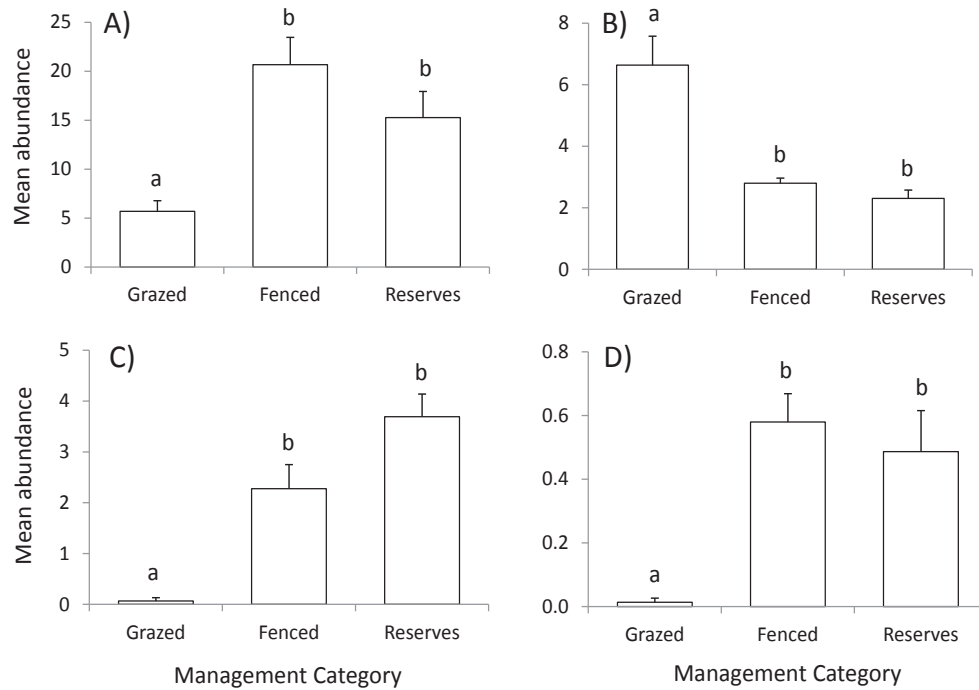 A)
Mean abundance
25
20
15
10
5
0
a
b
b
Grazed Fenced Reserves
B)
8
6
4
2
0
a
b
b
Grazed Fenced Reserves
C)
Mean abundance
5
4
3
2
1
0
a
b
b
Grazed Fenced Reserves
Management Category
D)
0.8
0.6
0.4
0.2
0.0
a
b
b
Grazed Fenced Reserves
Management Category